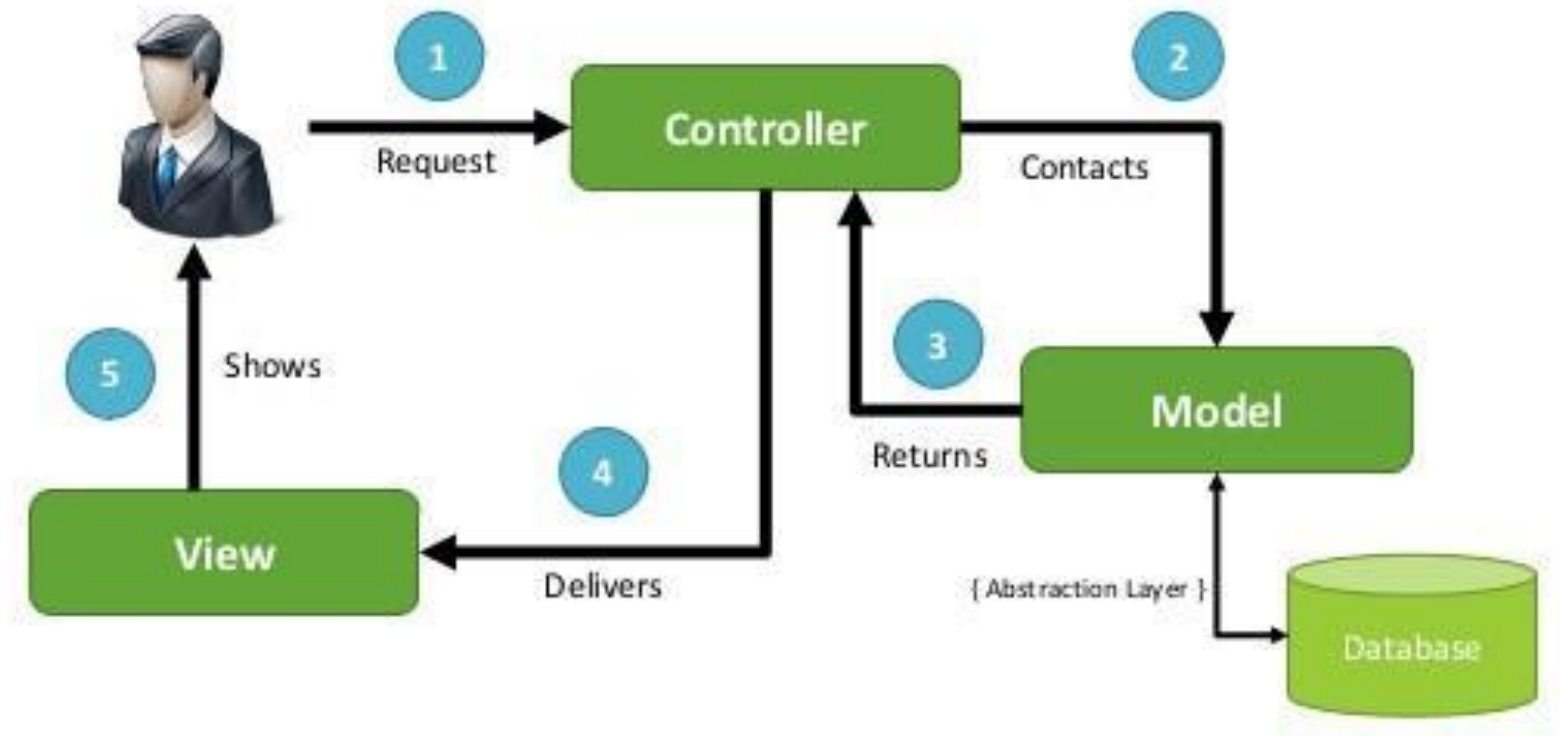 1
2
Controller
Request
Contacts
3
5
Shows
Model
Returns
4
View
Delivers
{ Abstraction Layer }
Database